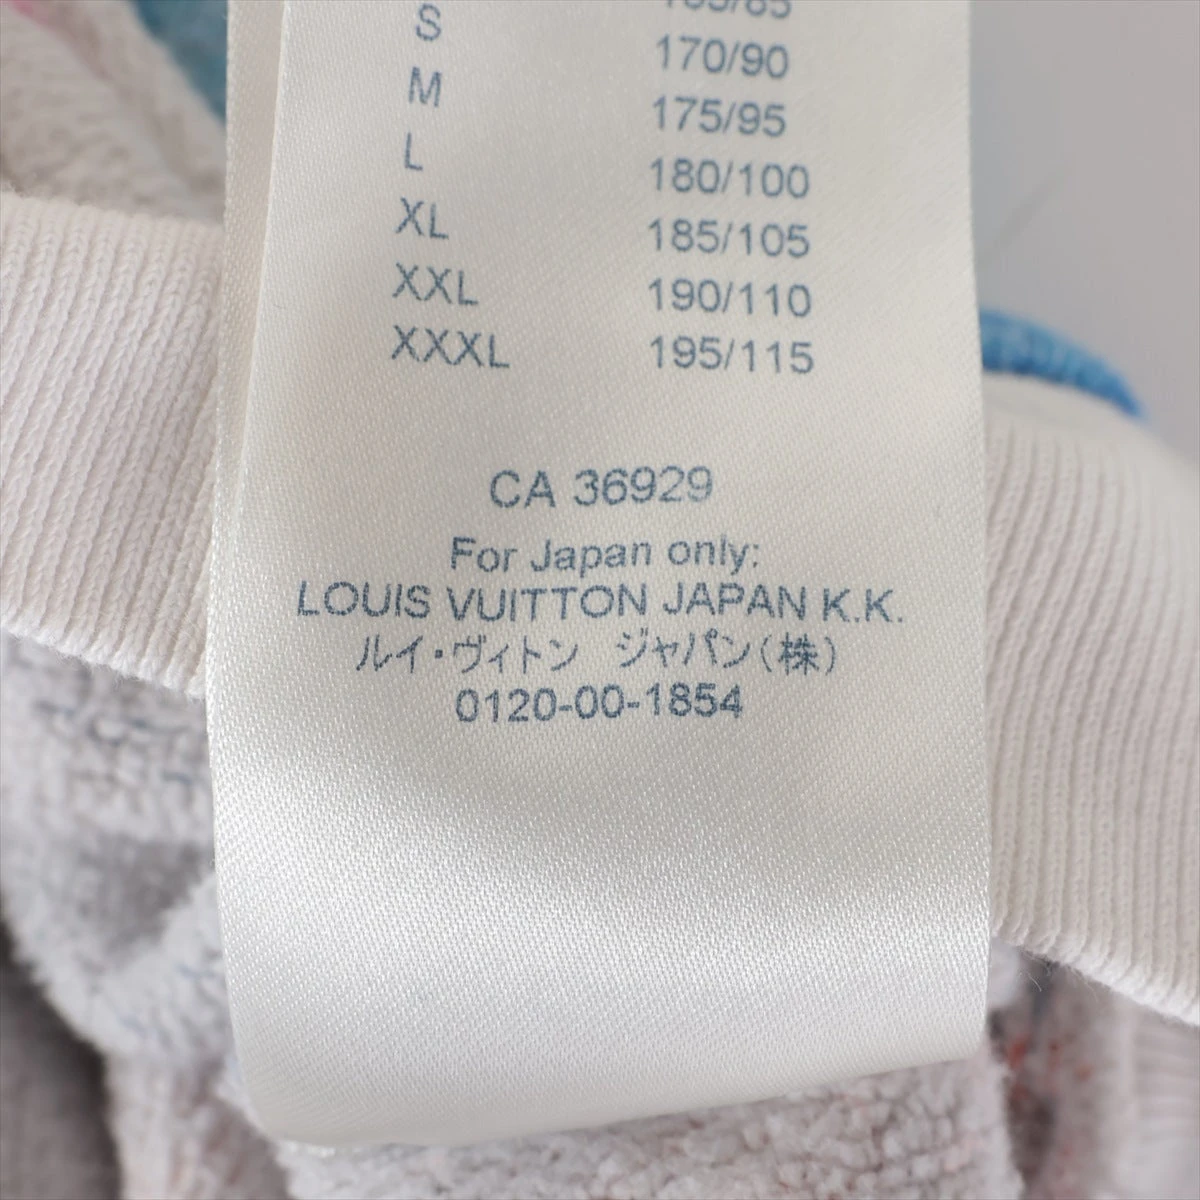 S 170/90
M 175/95
L 180/100
XL 185/105
XXL 190/110
XXXL 195/115
CA 36929
For Japan only:
LOUIS VUITTON JAPAN K.K.
ルイ・ヴィトン ジャパン(株)
0120-00-1854